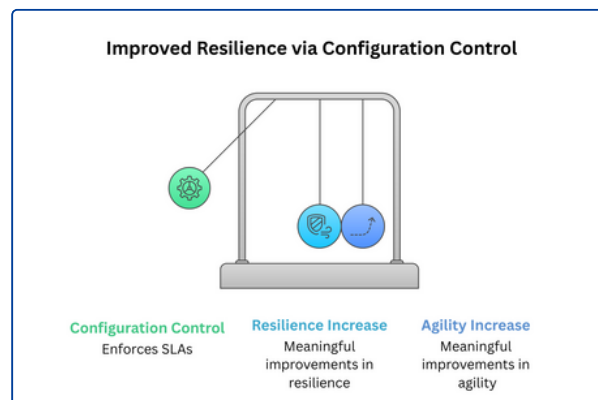 Improved Resilience via Configuration Control
Configuration Control
Enforces SLAs
Resilience Increase
Meaningful
improvements in
resilience
Agility Increase
Meaningful
improvements in
agility